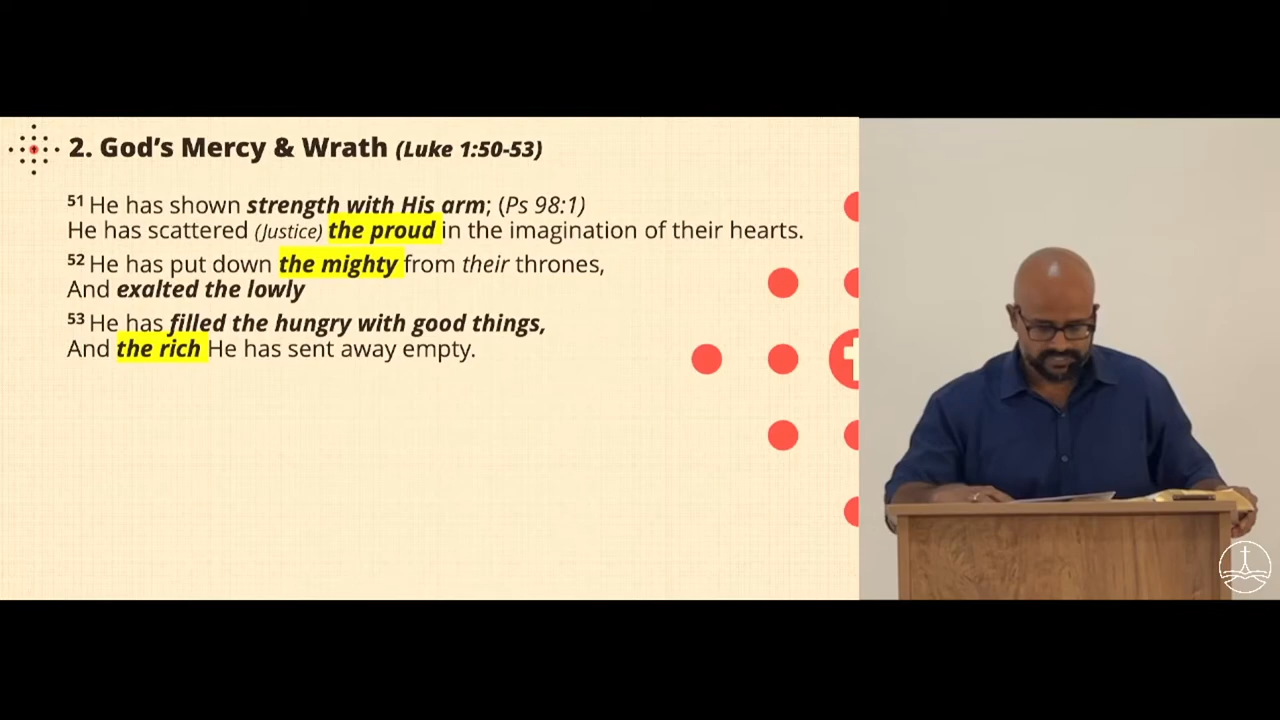 2. God's Mercy & Wrath (Luke 1:50-53)
51 He has shown strength with His arm; (Ps 98:1)
He has scattered (Justice) the proud in the imagination of their hearts.
52 He has put down the mighty from their thrones,
And exalted the lowly
53 He has filled the hungry with good things,
And the rich He has sent away empty.